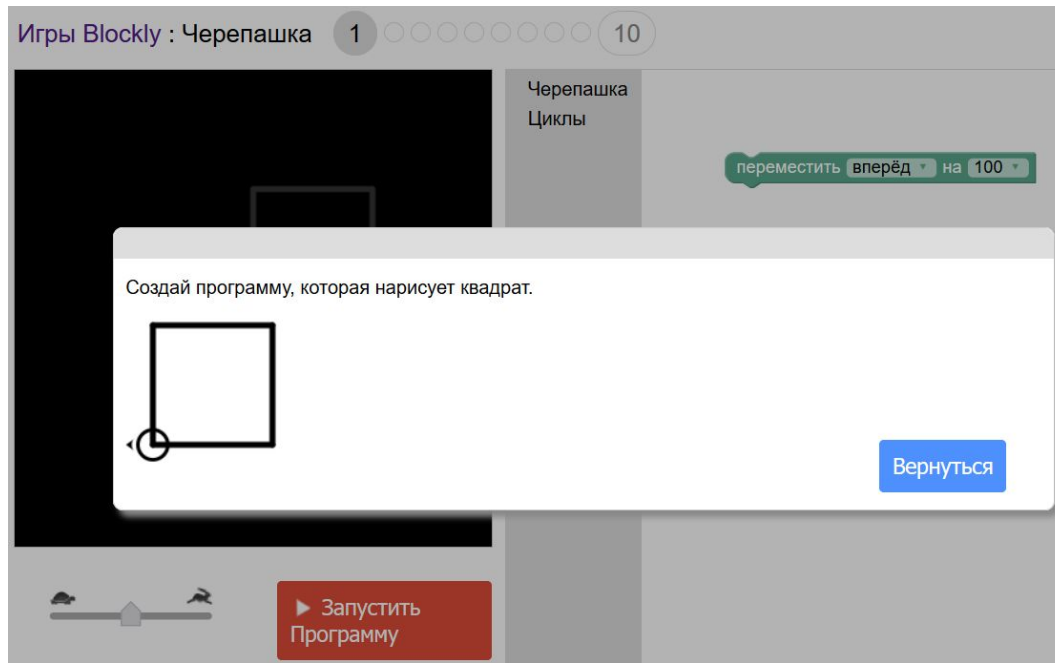 Игры Blockly : Черепашка 1 10
Черепашка
Циклы
переместить вперёд на 100
Создай программу, которая нарисует квадрат.
Вернуться
Запустить
Программу